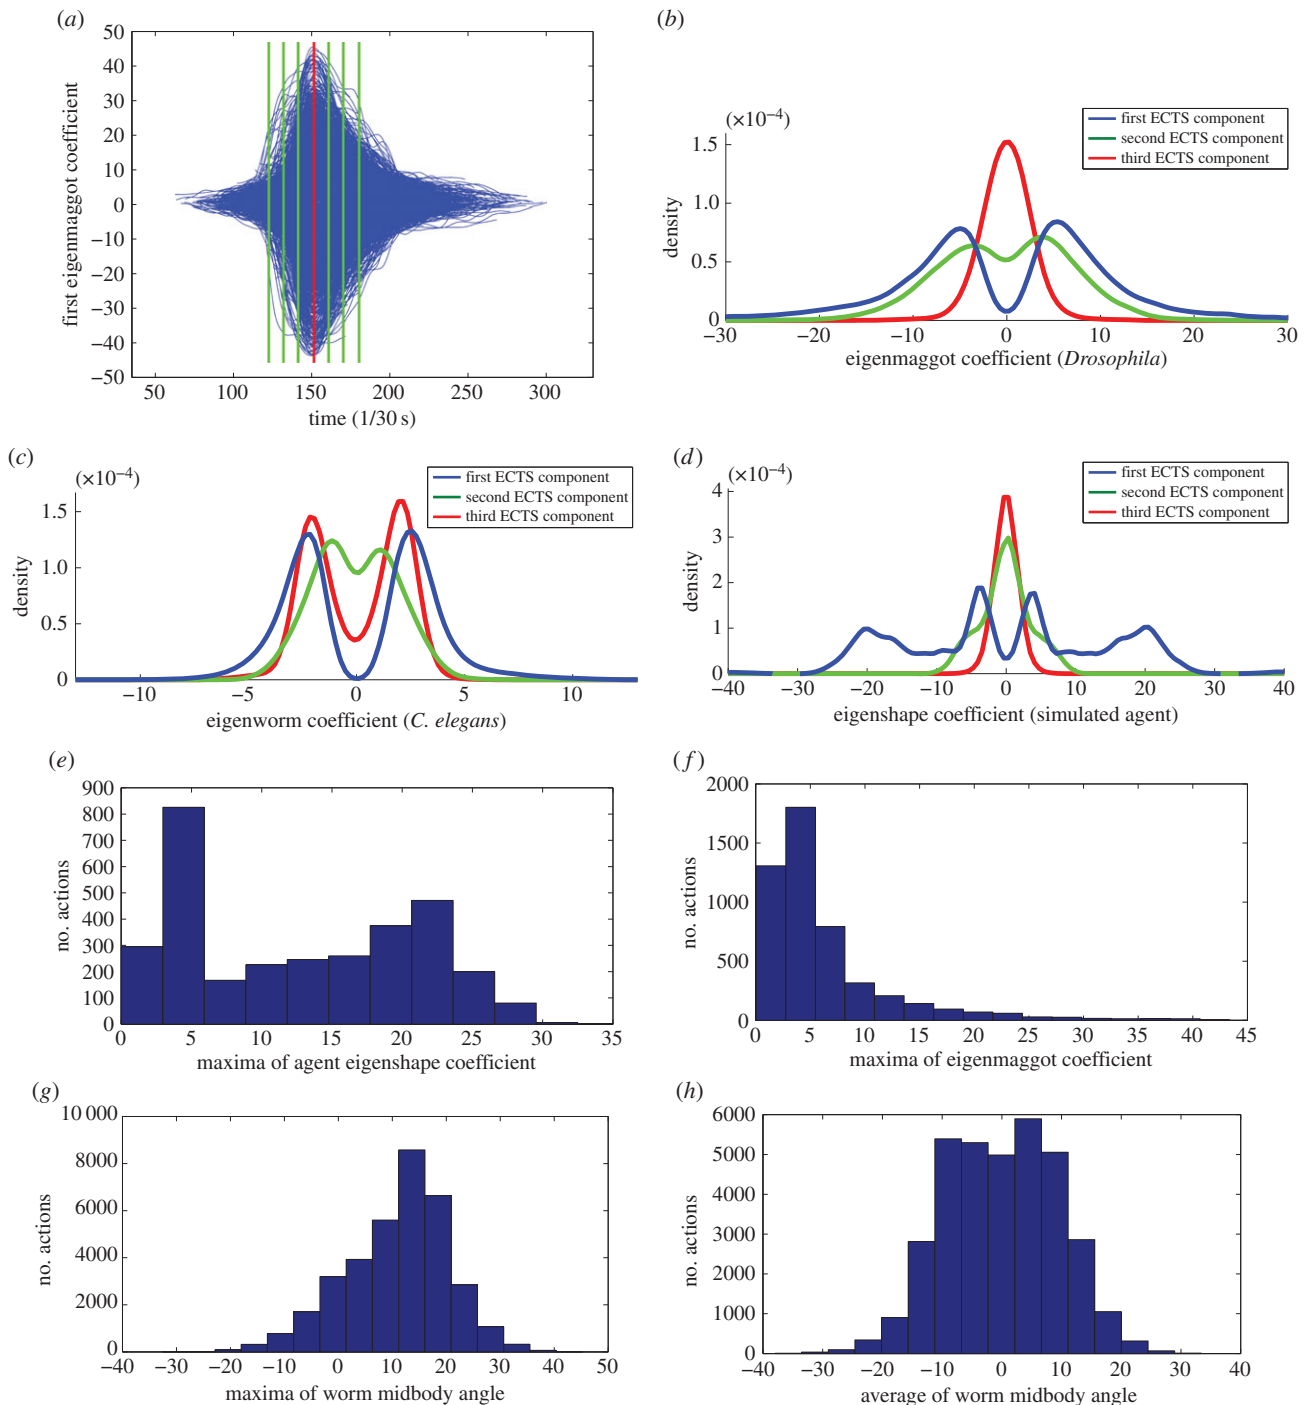 (a)
50
40
30
20
10
0
−10
−20
−30
−40
−50
first eigenmaggot coefficient
50 100 150 200 250 300
time (1/30 s)
(b)
(×10−4)
first ECTS component
second ECTS component
third ECTS component
1.5
1.0
0.5
0
density
−30 −20 −10 0 10 20 30
eigenmaggot coefficient (Drosophila)
(c)
(×10−4)
first ECTS component
second ECTS component
third ECTS component
1.5
1.0
0.5
0
density
−10 −5 0 5 10
eigenworm coefficient (C. elegans)
(d)
(×10−4)
first ECTS component
second ECTS component
third ECTS component
4
3
2
1
0
density
−40 −30 −20 −10 0 10 20 30 40
eigenshape coefficient (simulated agent)
(e)
900
800
700
600
500
400
300
200
100
0
no. actions
0 5 10 15 20 25 30 35
maxima of agent eigenshape coefficient
(f)
2000
1500
1000
500
0
no. actions
0 5 10 15 20 25 30 35 40 45
maxima of eigenmaggot coefficient
(g)
10 000
8000
6000
4000
2000
0
no. actions
−40 −30 −20 −10 0 10 20 30 40 50
maxima of worm midbody angle
(h)
6000
5000
4000
3000
2000
1000
0
no. actions
−40 −30 −20 −10 0 10 20 30 40
average of worm midbody angle